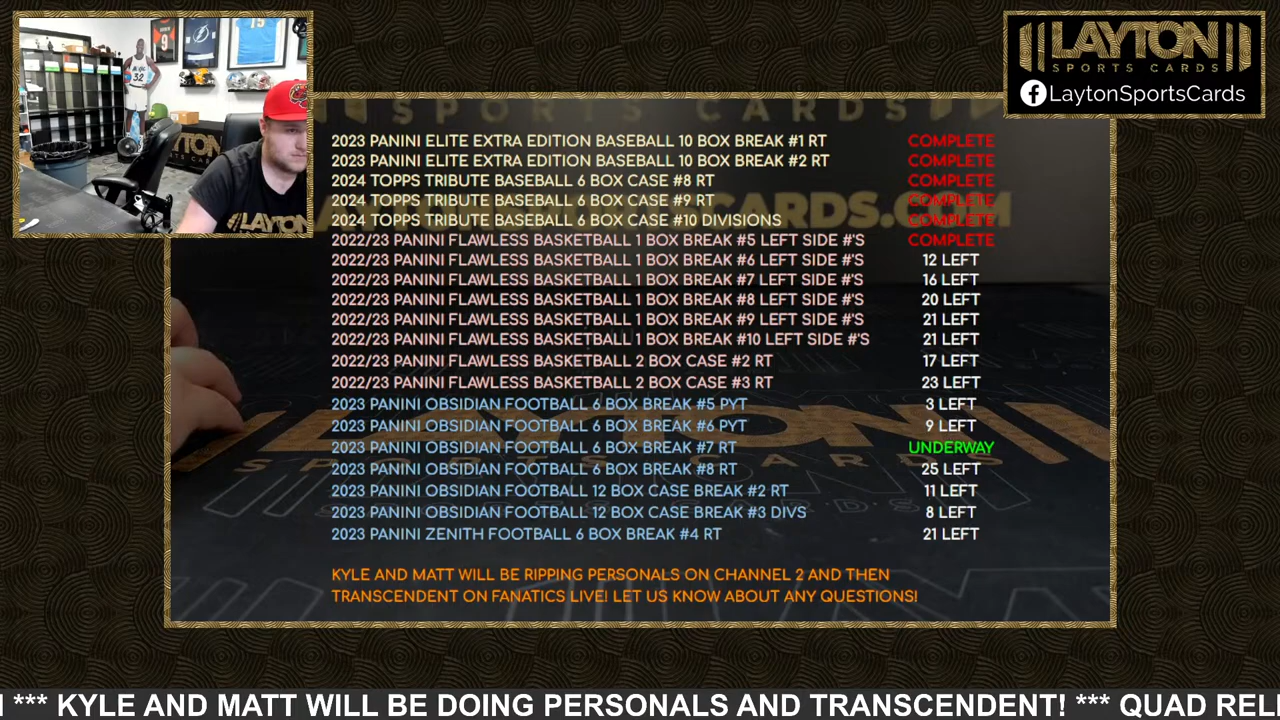 LAYTON
SPORTS CARDS
LaytonSportsCards
SPORTS CARDS
2023 PANINI ELITE EXTRA EDITION BASEBALL 10 BOX BREAK #1 RT COMPLETE
2023 PANINI ELITE EXTRA EDITION BASEBALL 10 BOX BREAK #2 RT COMPLETE
2024 TOPPS TRIBUTE BASEBALL 6 BOX CASE #8 RT COMPLETE
2024 TOPPS TRIBUTE BASEBALL 6 BOX CASE #9 RT COMPLETE
2024 TOPPS TRIBUTE BASEBALL 6 BOX CASE #10 DIVISIONS COMPLETE
2022/23 PANINI FLAWLESS BASKETBALL 1 BOX BREAK #5 LEFT SIDE #'S COMPLETE
2022/23 PANINI FLAWLESS BASKETBALL 1 BOX BREAK #6 LEFT SIDE #'S 12 LEFT
2022/23 PANINI FLAWLESS BASKETBALL 1 BOX BREAK #7 LEFT SIDE #'S 16 LEFT
2022/23 PANINI FLAWLESS BASKETBALL 1 BOX BREAK #8 LEFT SIDE #'S 20 LEFT
2022/23 PANINI FLAWLESS BASKETBALL 1 BOX BREAK #9 LEFT SIDE #'S 21 LEFT
2022/23 PANINI FLAWLESS BASKETBALL 1 BOX BREAK #10 LEFT SIDE #'S 21 LEFT
2022/23 PANINI FLAWLESS BASKETBALL 2 BOX CASE #2 RT 17 LEFT
2022/23 PANINI FLAWLESS BASKETBALL 2 BOX CASE #3 RT 23 LEFT
2023 PANINI OBSIDIAN FOOTBALL 6 BOX BREAK #5 PYT 3 LEFT
2023 PANINI OBSIDIAN FOOTBALL 6 BOX BREAK #6 PYT 9 LEFT
2023 PANINI OBSIDIAN FOOTBALL 6 BOX BREAK #7 RT UNDERWAY
2023 PANINI OBSIDIAN FOOTBALL 6 BOX BREAK #8 RT 25 LEFT
2023 PANINI OBSIDIAN FOOTBALL 12 BOX CASE BREAK #2 RT 11 LEFT
2023 PANINI OBSIDIAN FOOTBALL 12 BOX CASE BREAK #3 DIVS 8 LEFT
2023 PANINI ZENITH FOOTBALL 6 BOX BREAK #4 RT 21 LEFT
KYLE AND MATT WILL BE RIPPING PERSONALS ON CHANNEL 2 AND THEN
TRANSCENDENT ON FANATICS LIVE! LET US KNOW ABOUT ANY QUESTIONS!
*** KYLE AND MATT WILL BE DOING PERSONALS AND TRANSCENDENT! *** QUAD REL